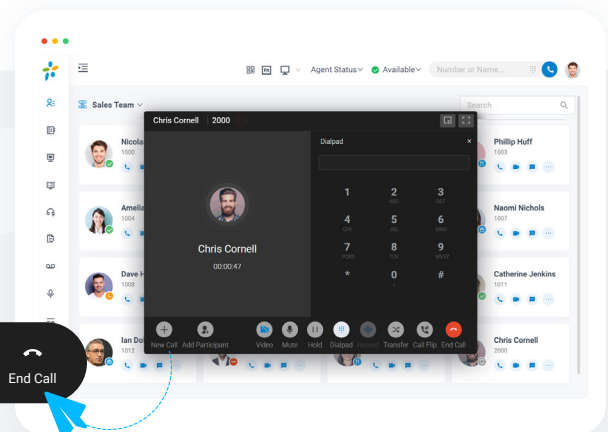 Agent Status
Available
Number or Name...
Sales Team
Search
Chris Cornell
2000
Dialpad
×
Nicola
1000
Phillip Huff
1003
Amelia
1004
Naomi Nichols
1007
Dave H
1008
Catherine Jenkins
1011
Ian Do
1012
Chris Cornell
2000
Chris Cornell
00:00:47
1
2 ABC
3 DEF
4 GHI
5 JKL
6 MNO
7 PQRS
8 TUV
9 WXYZ
*
0
#
New Call
Add Participant
Video
Mute
Hold
Dialpad
Record
Transfer
Call Flip
End Call
End Call